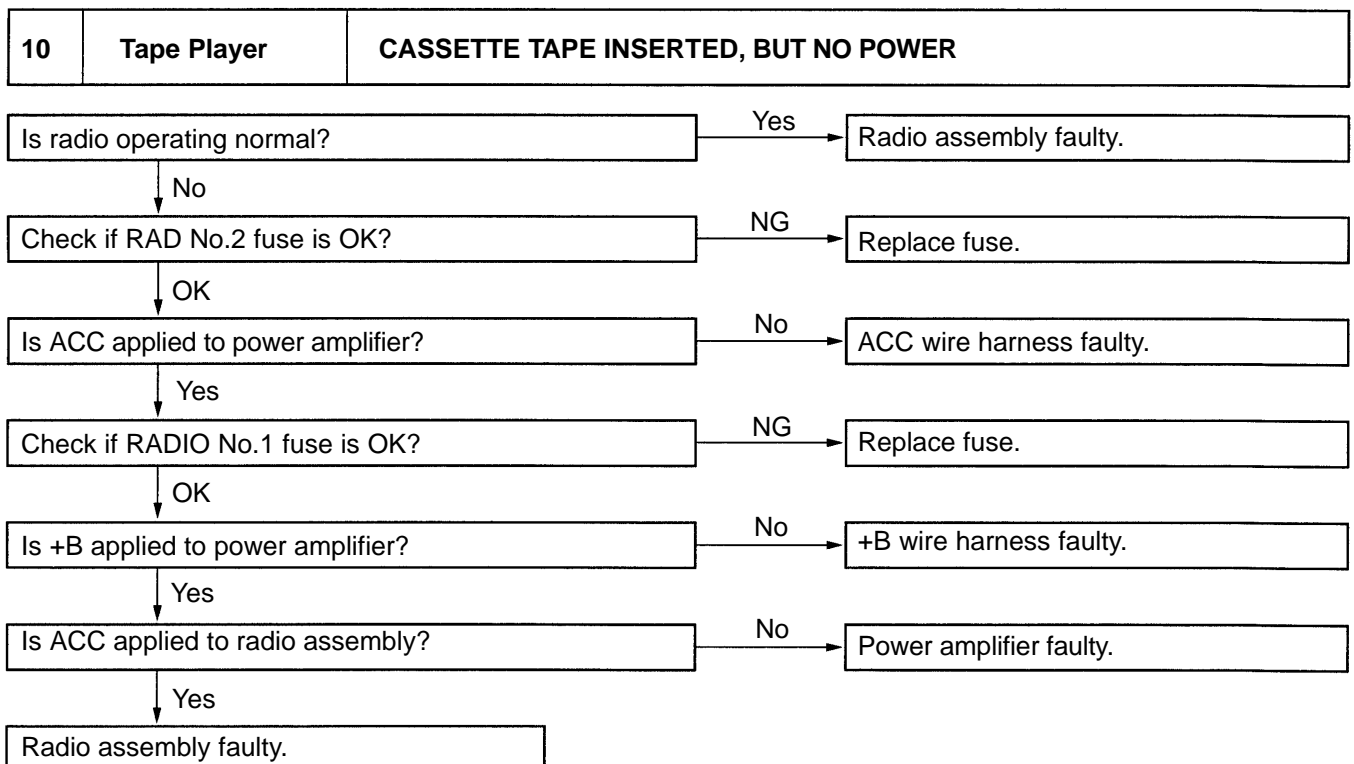 10 Tape Player CASSETTE TAPE INSERTED, BUT NO POWER
Is radio operating normal? Yes Radio assembly faulty.
No
Check if RAD No.2 fuse is OK? NG Replace fuse.
OK
Is ACC applied to power amplifier? No ACC wire harness faulty.
Yes
Check if RADIO No.1 fuse is OK? NG Replace fuse.
OK
Is +B applied to power amplifier? No +B wire harness faulty.
Yes
Is ACC applied to radio assembly? No Power amplifier faulty.
Yes
Radio assembly faulty.